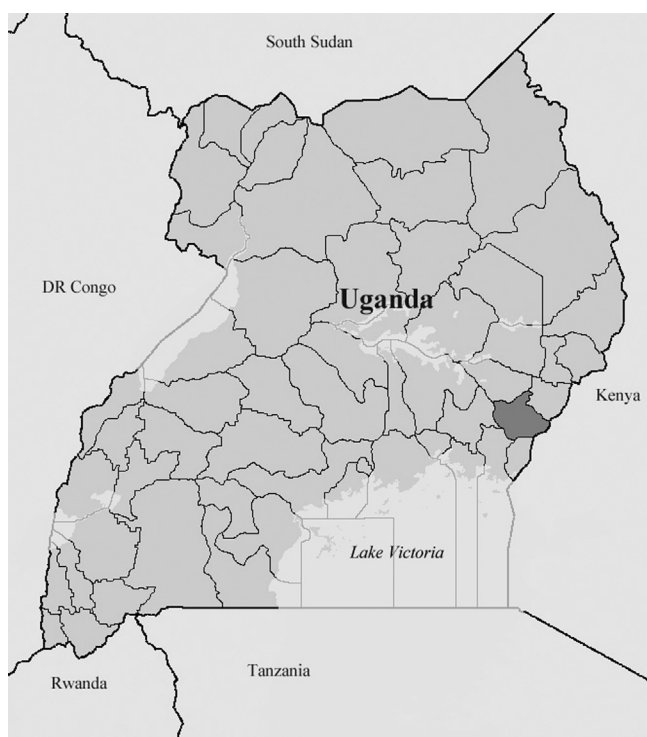 South Sudan
DR Congo
Uganda
Kenya
Lake Victoria
Tanzania
Rwanda